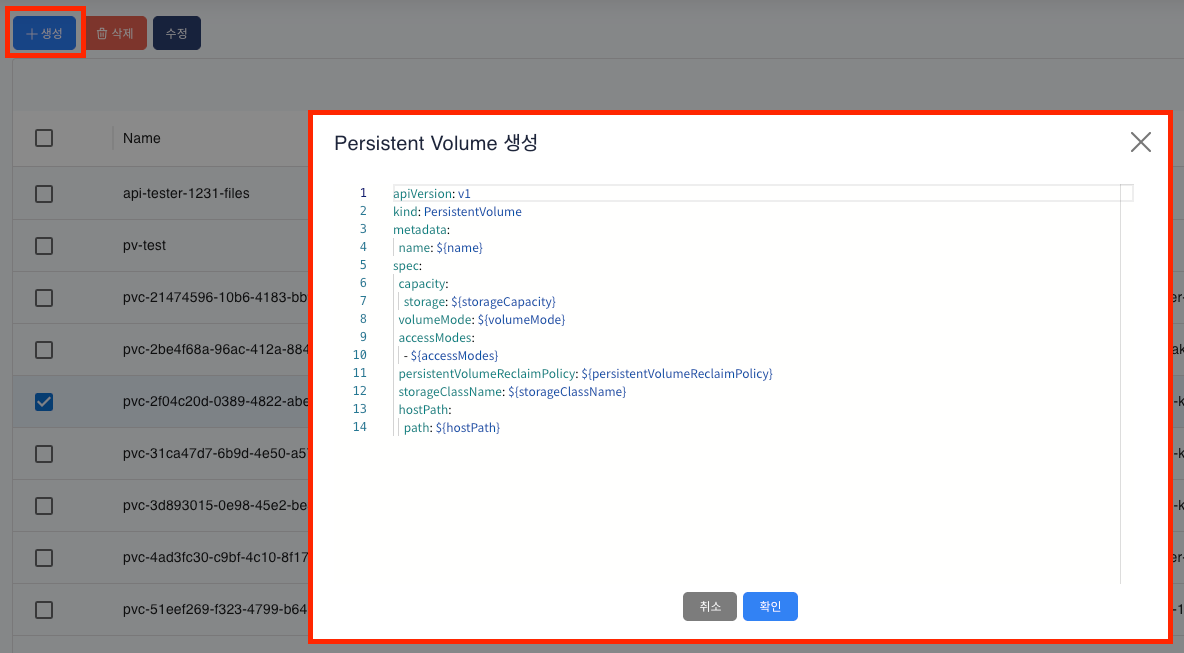 생성
삭제
수정
Name
api-tester-1231-files
pv-test
pvc-21474596-10b6-4183-bb
pvc-2be4f68a-96ac-412a-884
pvc-2f04c20d-0389-4822-abe
pvc-31ca47d7-6b9d-4e50-a5
pvc-3d893015-0e98-45e2-be
pvc-4ad3fc30-c9bf-4c10-8f17
pvc-51eef269-f323-4799-b64
Persistent Volume 생성
1 apiVersion: v1
2 kind: PersistentVolume
3 metadata:
4 name: ${name}
5 spec:
6 capacity:
7 storage: ${storageCapacity}
8 volumeMode: ${volumeMode}
9 accessModes:
10 - ${accessModes}
11 persistentVolumeReclaimPolicy: ${persistentVolumeReclaimPolicy}
12 storageClassName: ${storageClassName}
13 hostPath:
14 path: ${hostPath}
취소
확인